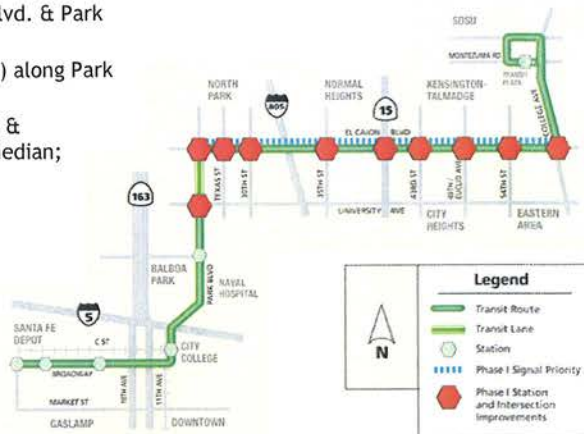 lvd. & Park
) along Park
&
nedian;
SDSU
MONTEZUMA RD
TRANSIT PLAZA
COLLEGE AVE
NORTH PARK
805
NORMAL HEIGHTS
15
KENSINGTON-TALMADGE
EL CAJON BLVD
TEXAS ST
30TH ST
35TH ST
43RD ST
EUCLID AVE
54TH ST
UNIVERSITY AVE
CITY HEIGHTS
EASTERN AREA
163
BALBOA PARK
PARK BLVD
NAVAL HOSPITAL
5
SANTA FE DEPOT
C ST
CITY COLLEGE
BROADWAY
10TH AVE
11TH AVE
MARKET ST
GASLAMP
DOWNTOWN
N
Legend
Transit Route
Transit Lane
Station
Phase I Signal Priority
Phase I Station and Intersection Improvements